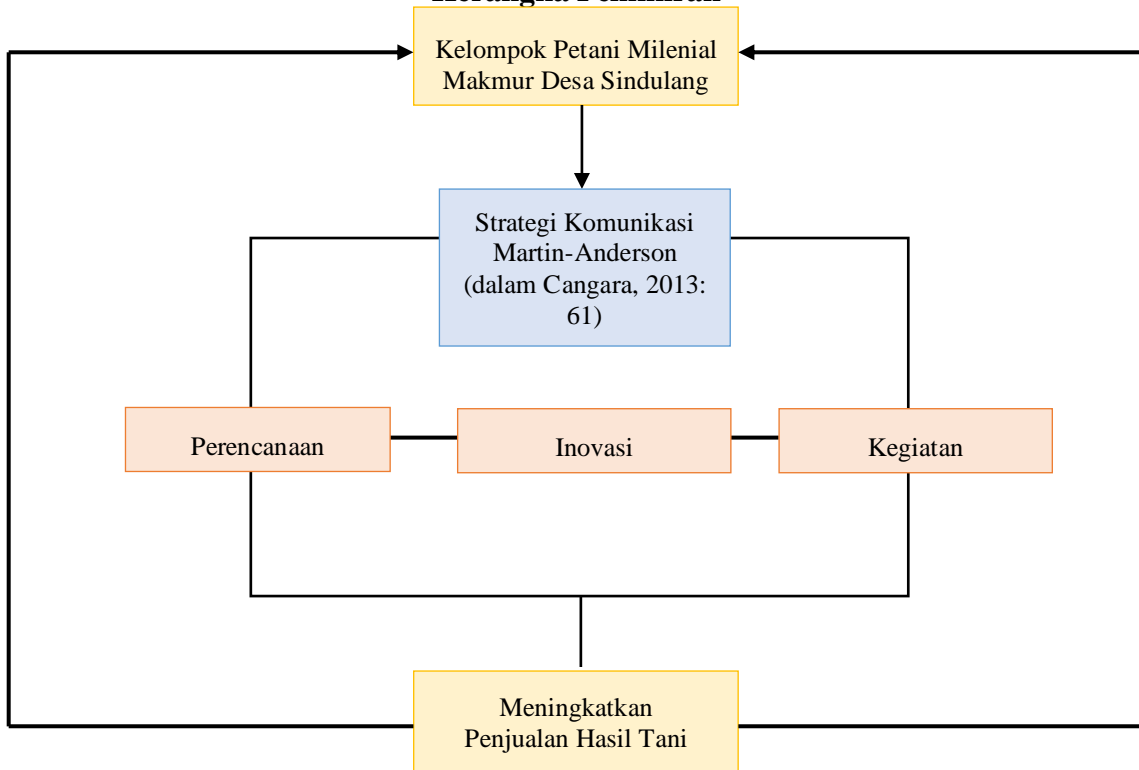 Kelompok Petani Milenial
Makmur Desa Sindulang
Strategi Komunikasi
Martin-Anderson
(dalam Cangara, 2013:
61)
Perencanaan
Inovasi
Kegiatan
Meningkatkan
Penjualan Hasil Tani